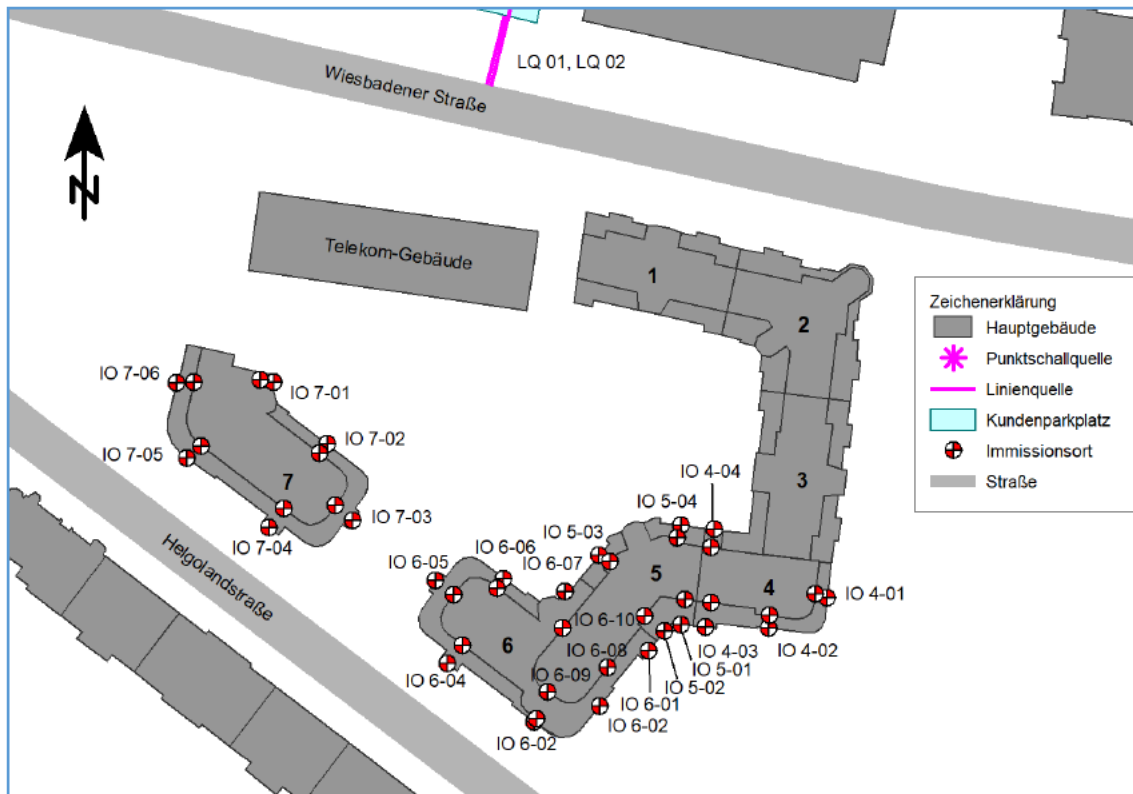 LQ 01, LQ 02
Wiesbadener Straße
N
Telekom-Gebäude
1
2
Zeichenerklärung
Hauptgebäude
Punktschallquelle
Linienquelle
Kundenparkplatz
Immissionsort
Straße
IO 7-06
IO 7-01
IO 7-02
IO 7-05
7
3
IO 7-03
IO 7-04
IO 4-04
IO 5-04
IO 5-03
Helgolandstraße
IO 6-05
IO 6-06
IO 6-07
5
4
IO 4-01
IO 6-10
6
IO 4-03
IO 4-02
IO 6-08
IO 5-01
IO 6-04
IO 6-09
IO 5-02
IO 6-01
IO 6-02
IO 6-02